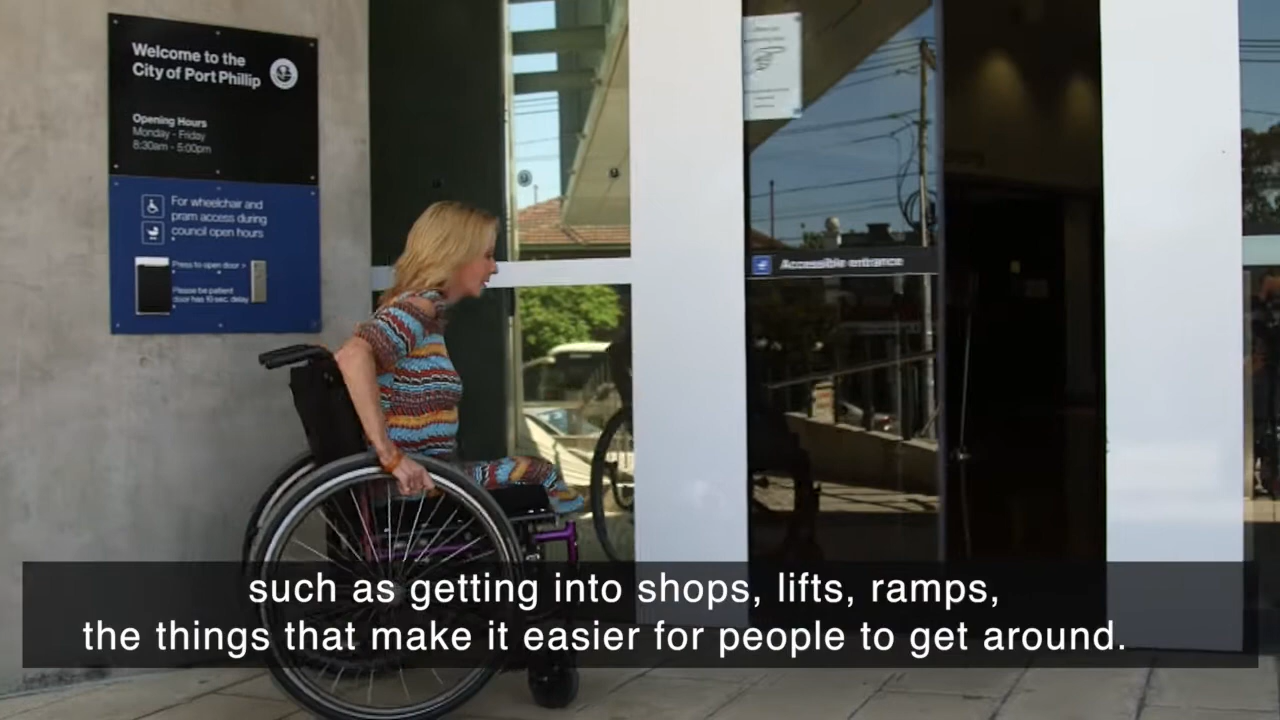 Welcome to the
City of Port Phillip
Opening Hours
Monday - Friday
8:30am - 5:00pm
For wheelchair and
pram access during
council open hours
Press to open door >
Please be patient
door has 10 sec. delay
Accessible entrance
such as getting into shops, lifts, ramps,
the things that make it easier for people to get around.